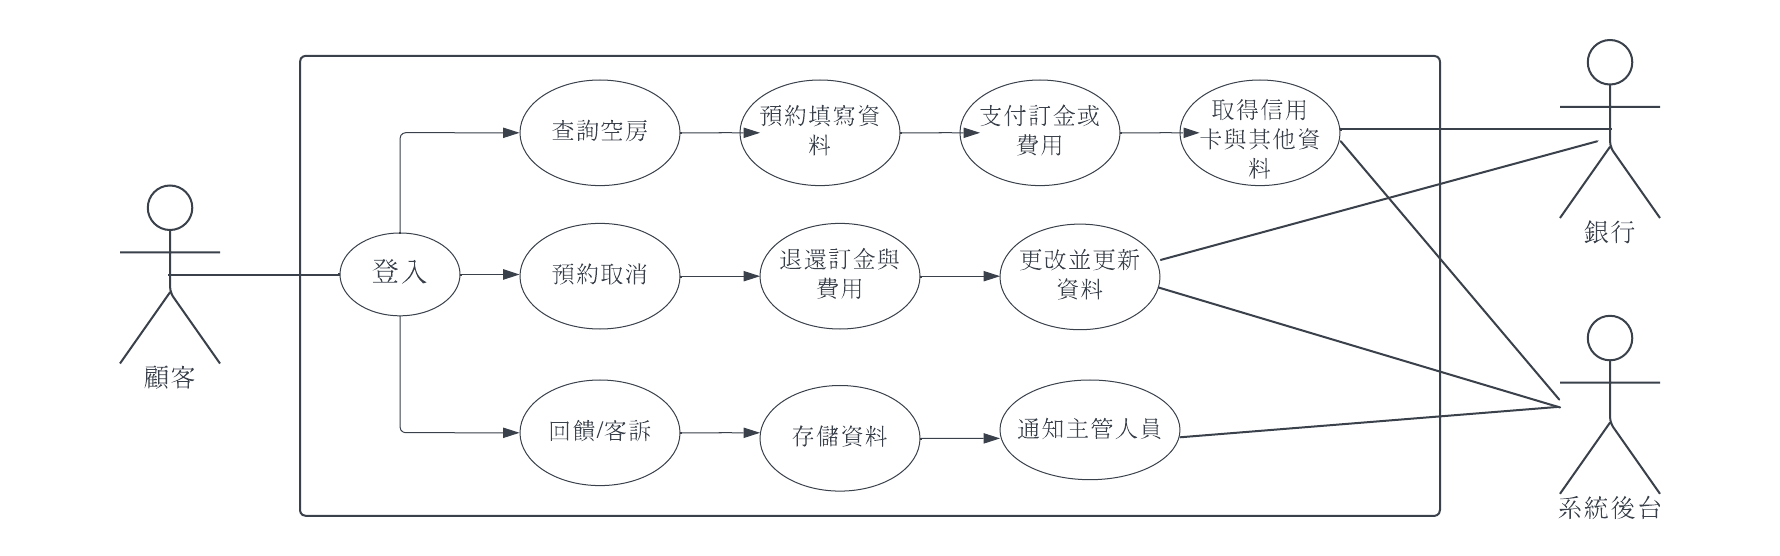 查詢空房
預約填寫資
料
支付訂金或
費用
取得信用
卡與其他資
料
銀行
顧客
登入
預約取消
退還訂金與
費用
更改並更新
資料
回饋/客訴
存儲資料
通知主管人員
系統後台